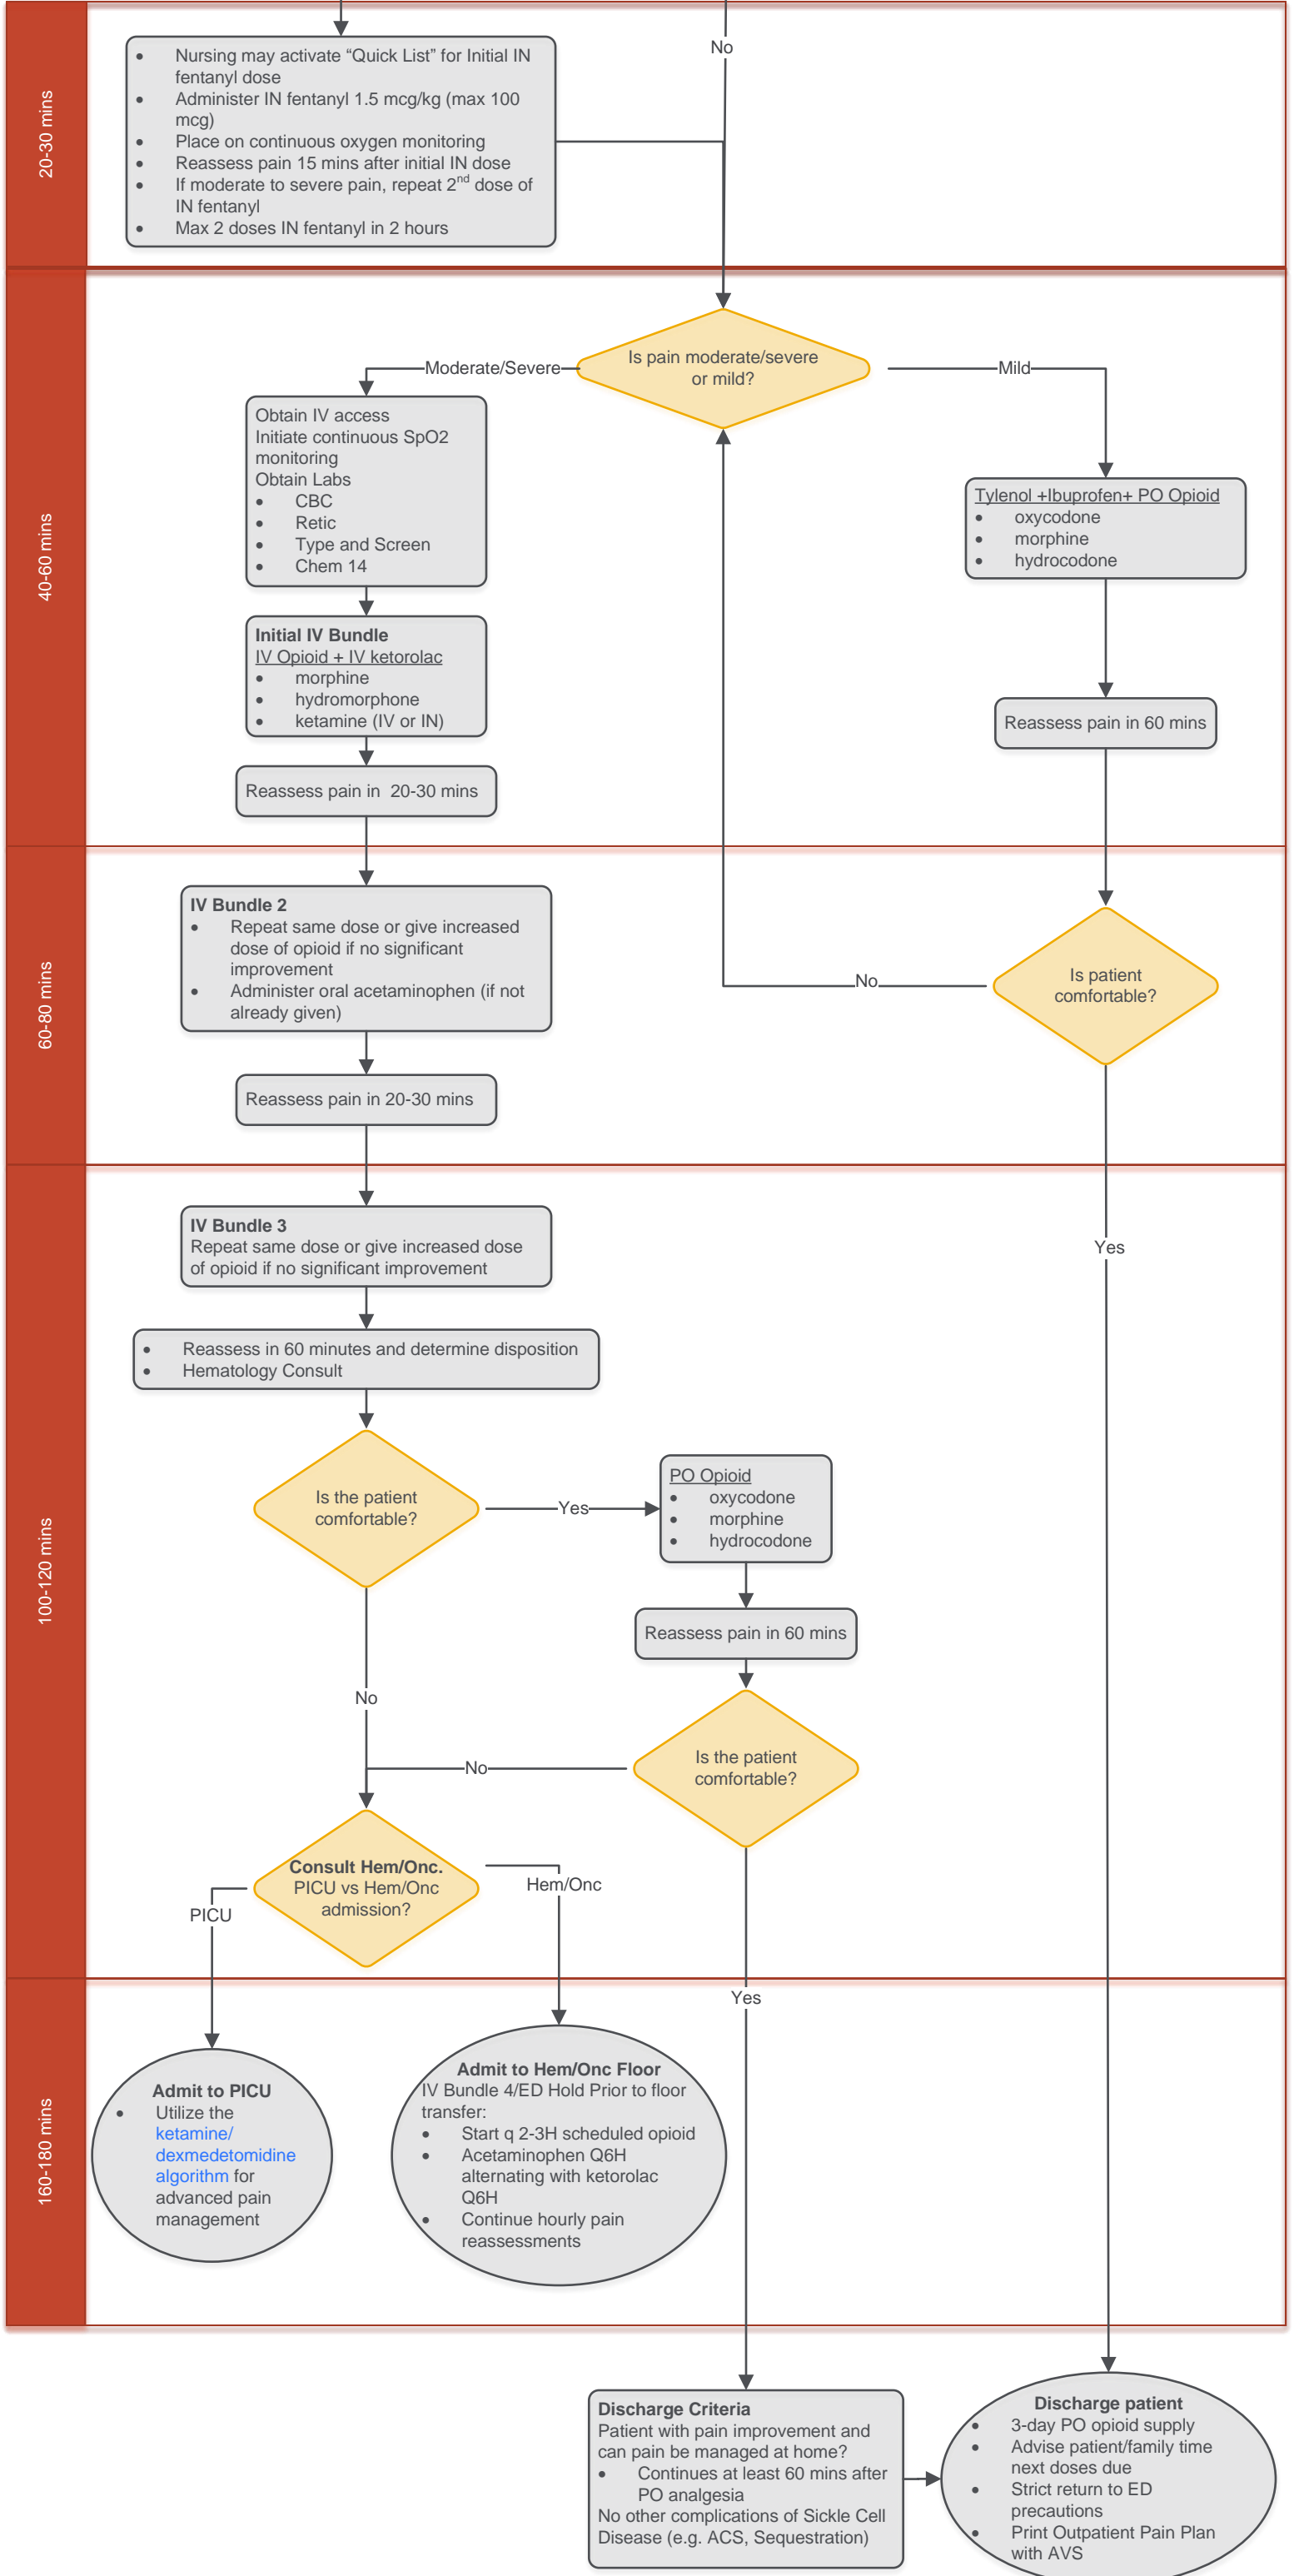 20-30 mins
No
• Nursing may activate “Quick List” for Initial IN
fentanyl dose
• Administer IN fentanyl 1.5 mcg/kg (max 100
mcg)
• Place on continuous oxygen monitoring
• Reassess pain 15 mins after initial IN dose
• If moderate to severe pain, repeat 2nd dose of
IN fentanyl
• Max 2 doses IN fentanyl in 2 hours
40-60 mins
Is pain moderate/severe
or mild?
Moderate/Severe
Mild
Obtain IV access
Initiate continuous SpO2
monitoring
Obtain Labs
• CBC
• Retic
• Type and Screen
• Chem 14
Tylenol +Ibuprofen+ PO Opioid
• oxycodone
• morphine
• hydrocodone
Initial IV Bundle
IV Opioid + IV ketorolac
• morphine
• hydromorphone
• ketamine (IV or IN)
Reassess pain in 60 mins
Reassess pain in  20-30 mins
60-80 mins
IV Bundle 2
• Repeat same dose or give increased
dose of opioid if no significant
improvement
• Administer oral acetaminophen (if not
already given)
No
Is patient
comfortable?
Reassess pain in 20-30 mins
100-120 mins
IV Bundle 3
Repeat same dose or give increased dose
of opioid if no significant improvement
Yes
• Reassess in 60 minutes and determine disposition
• Hematology Consult
Is the patient
comfortable?
Yes
PO Opioid
• oxycodone
• morphine
• hydrocodone
Reassess pain in 60 mins
No
No
Is the patient
comfortable?
Consult Hem/Onc.
PICU vs Hem/Onc
admission?
PICU
Hem/Onc
160-180 mins
Yes
Admit to PICU
• Utilize the
ketamine/
dexmedetomidine
algorithm for
advanced pain
management
Admit to Hem/Onc Floor
IV Bundle 4/ED Hold Prior to floor
transfer:
• Start q 2-3H scheduled opioid
• Acetaminophen Q6H
alternating with ketorolac
Q6H
• Continue hourly pain
reassessments
Discharge Criteria
Patient with pain improvement and
can pain be managed at home?
• Continues at least 60 mins after
PO analgesia
No other complications of Sickle Cell
Disease (e.g. ACS, Sequestration)
Discharge patient
• 3-day PO opioid supply
• Advise patient/family time
next doses due
• Strict return to ED
precautions
• Print Outpatient Pain Plan
with AVS